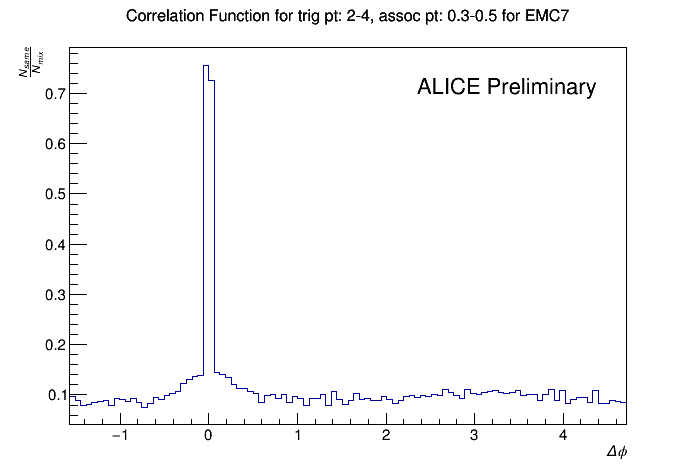 Correlation Function for trig pt: 2-4, assoc pt: 0.3-0.5 for EMC7
N_same
N_mix
ALICE Preliminary
0.7
0.6
0.5
0.4
0.3
0.2
0.1
−1 0 1 2 3 4
Δϕ